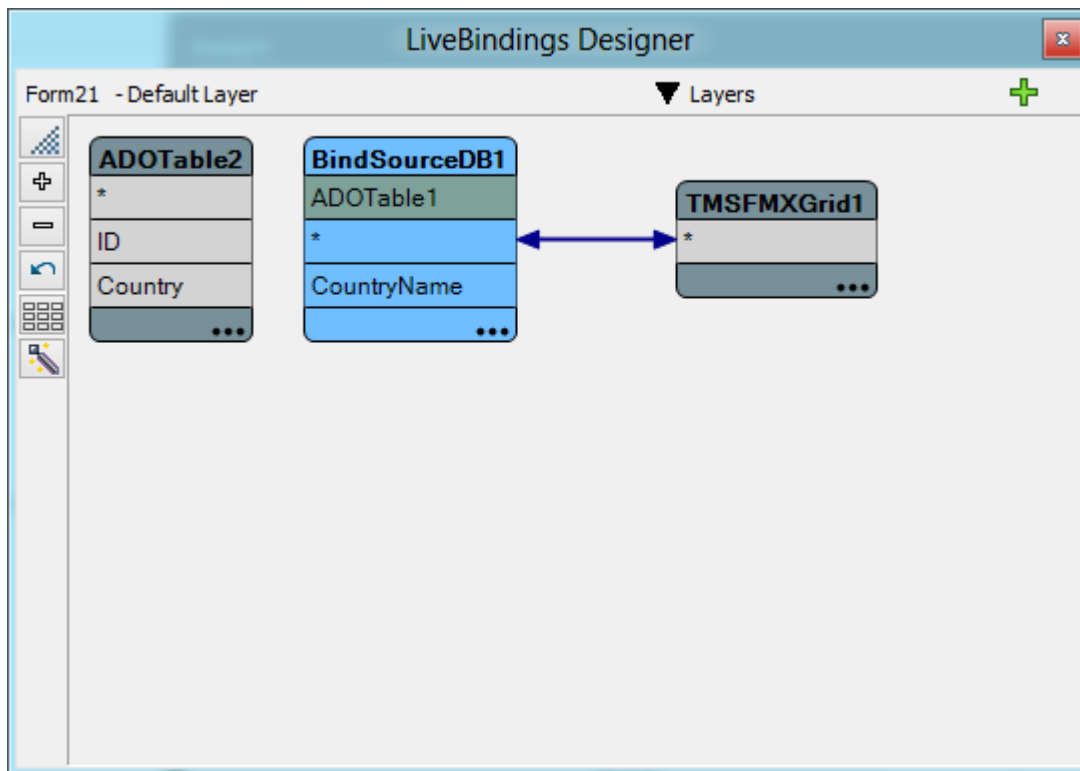 LiveBindings Designer
Form21 - Default Layer
Layers
ADOTable2
*
ID
Country
BindSourceDB1
ADOTable1
*
CountryName
TMSFMXGrid1
*